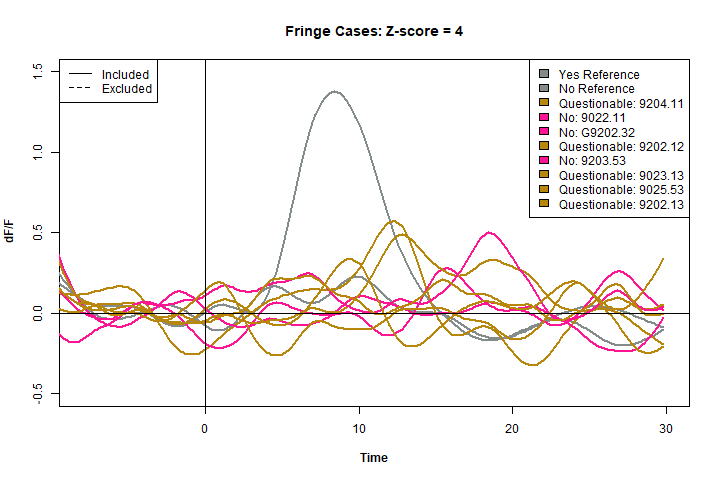 Fringe Cases: Z-score = 4
Included
Excluded
Yes Reference
No Reference
Questionable: 9204.11
No: 9022.11
No: G9202.32
Questionable: 9202.12
No: 9203.53
Questionable: 9023.13
Questionable: 9025.53
Questionable: 9202.13
dF/F
1.5
1.0
0.5
0.0
-0.5
0
10
20
30
Time